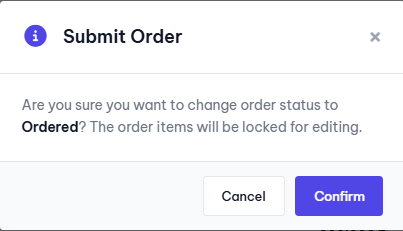 Submit Order
Are you sure you want to change order status to
Ordered? The order items will be locked for editing.
Cancel
Confirm